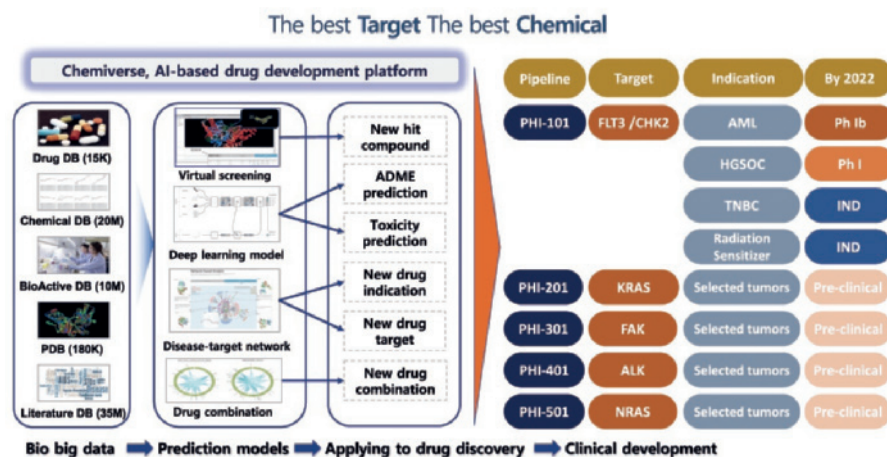 The best Target The best Chemical
Chemiverse, AI-based drug development platform
Drug DB (15K)
Chemical DB (20M)
BioActive DB (10M)
PDB (180K)
Literature DB (35M)
Virtual screening
Deep learning model
Disease-target network
Drug combination
New hit
compound
ADME
prediction
Toxicity
prediction
New drug
indication
New drug
target
New drug
combination
Pipeline Target Indication By 2022
PHI-101 FLT3 /CHK2 AML Ph Ib
HGSOC Ph I
TNBC IND
Radiation
Sensitizer IND
PHI-201 KRAS Selected tumors Pre-clinical
PHI-301 FAK Selected tumors Pre-clinical
PHI-401 ALK Selected tumors Pre-clinical
PHI-501 NRAS Selected tumors Pre-clinical
Bio big data Prediction models Applying to drug discovery Clinical development